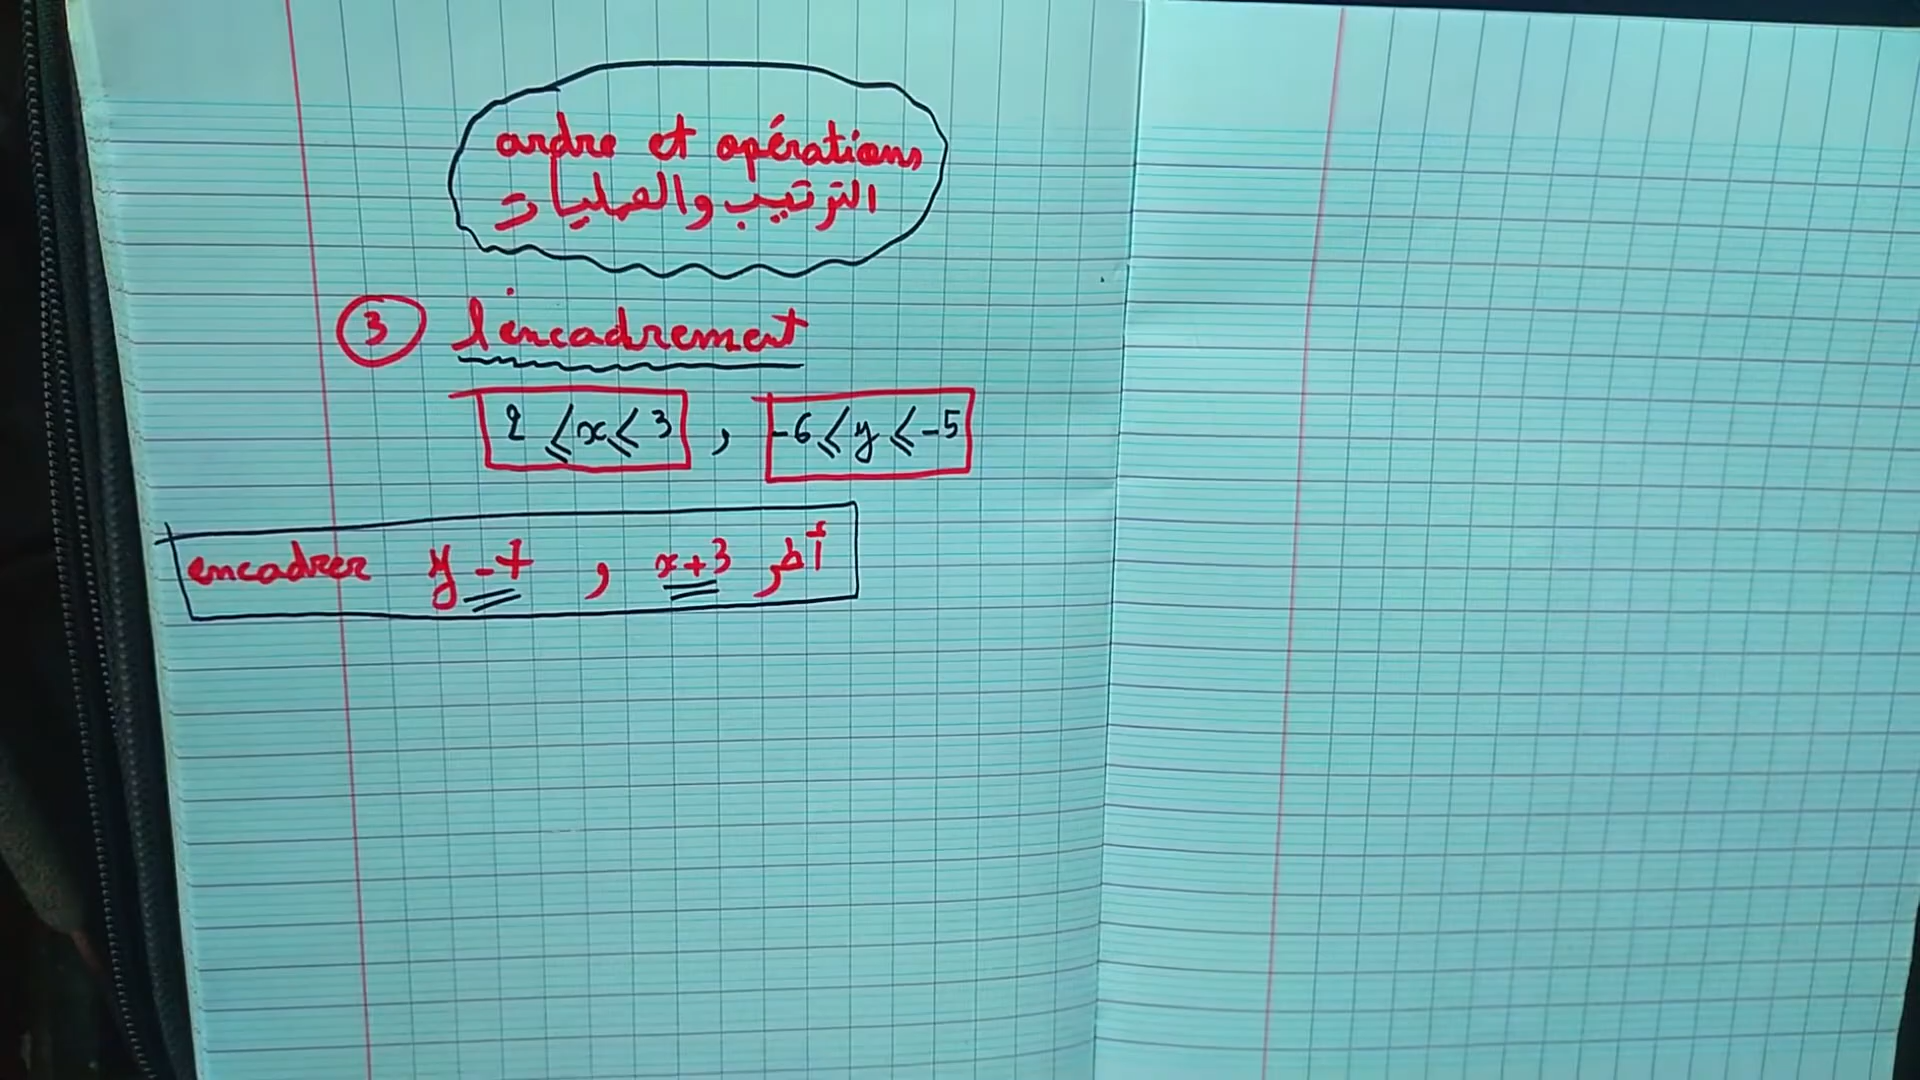 ordre et opérations
الترتيب والعمليات
3 l'encadrement
2 ⩽ x ⩽ 3 , -6 ⩽ y ⩽ -5
encadrer y - 7 , x + 3 أطر